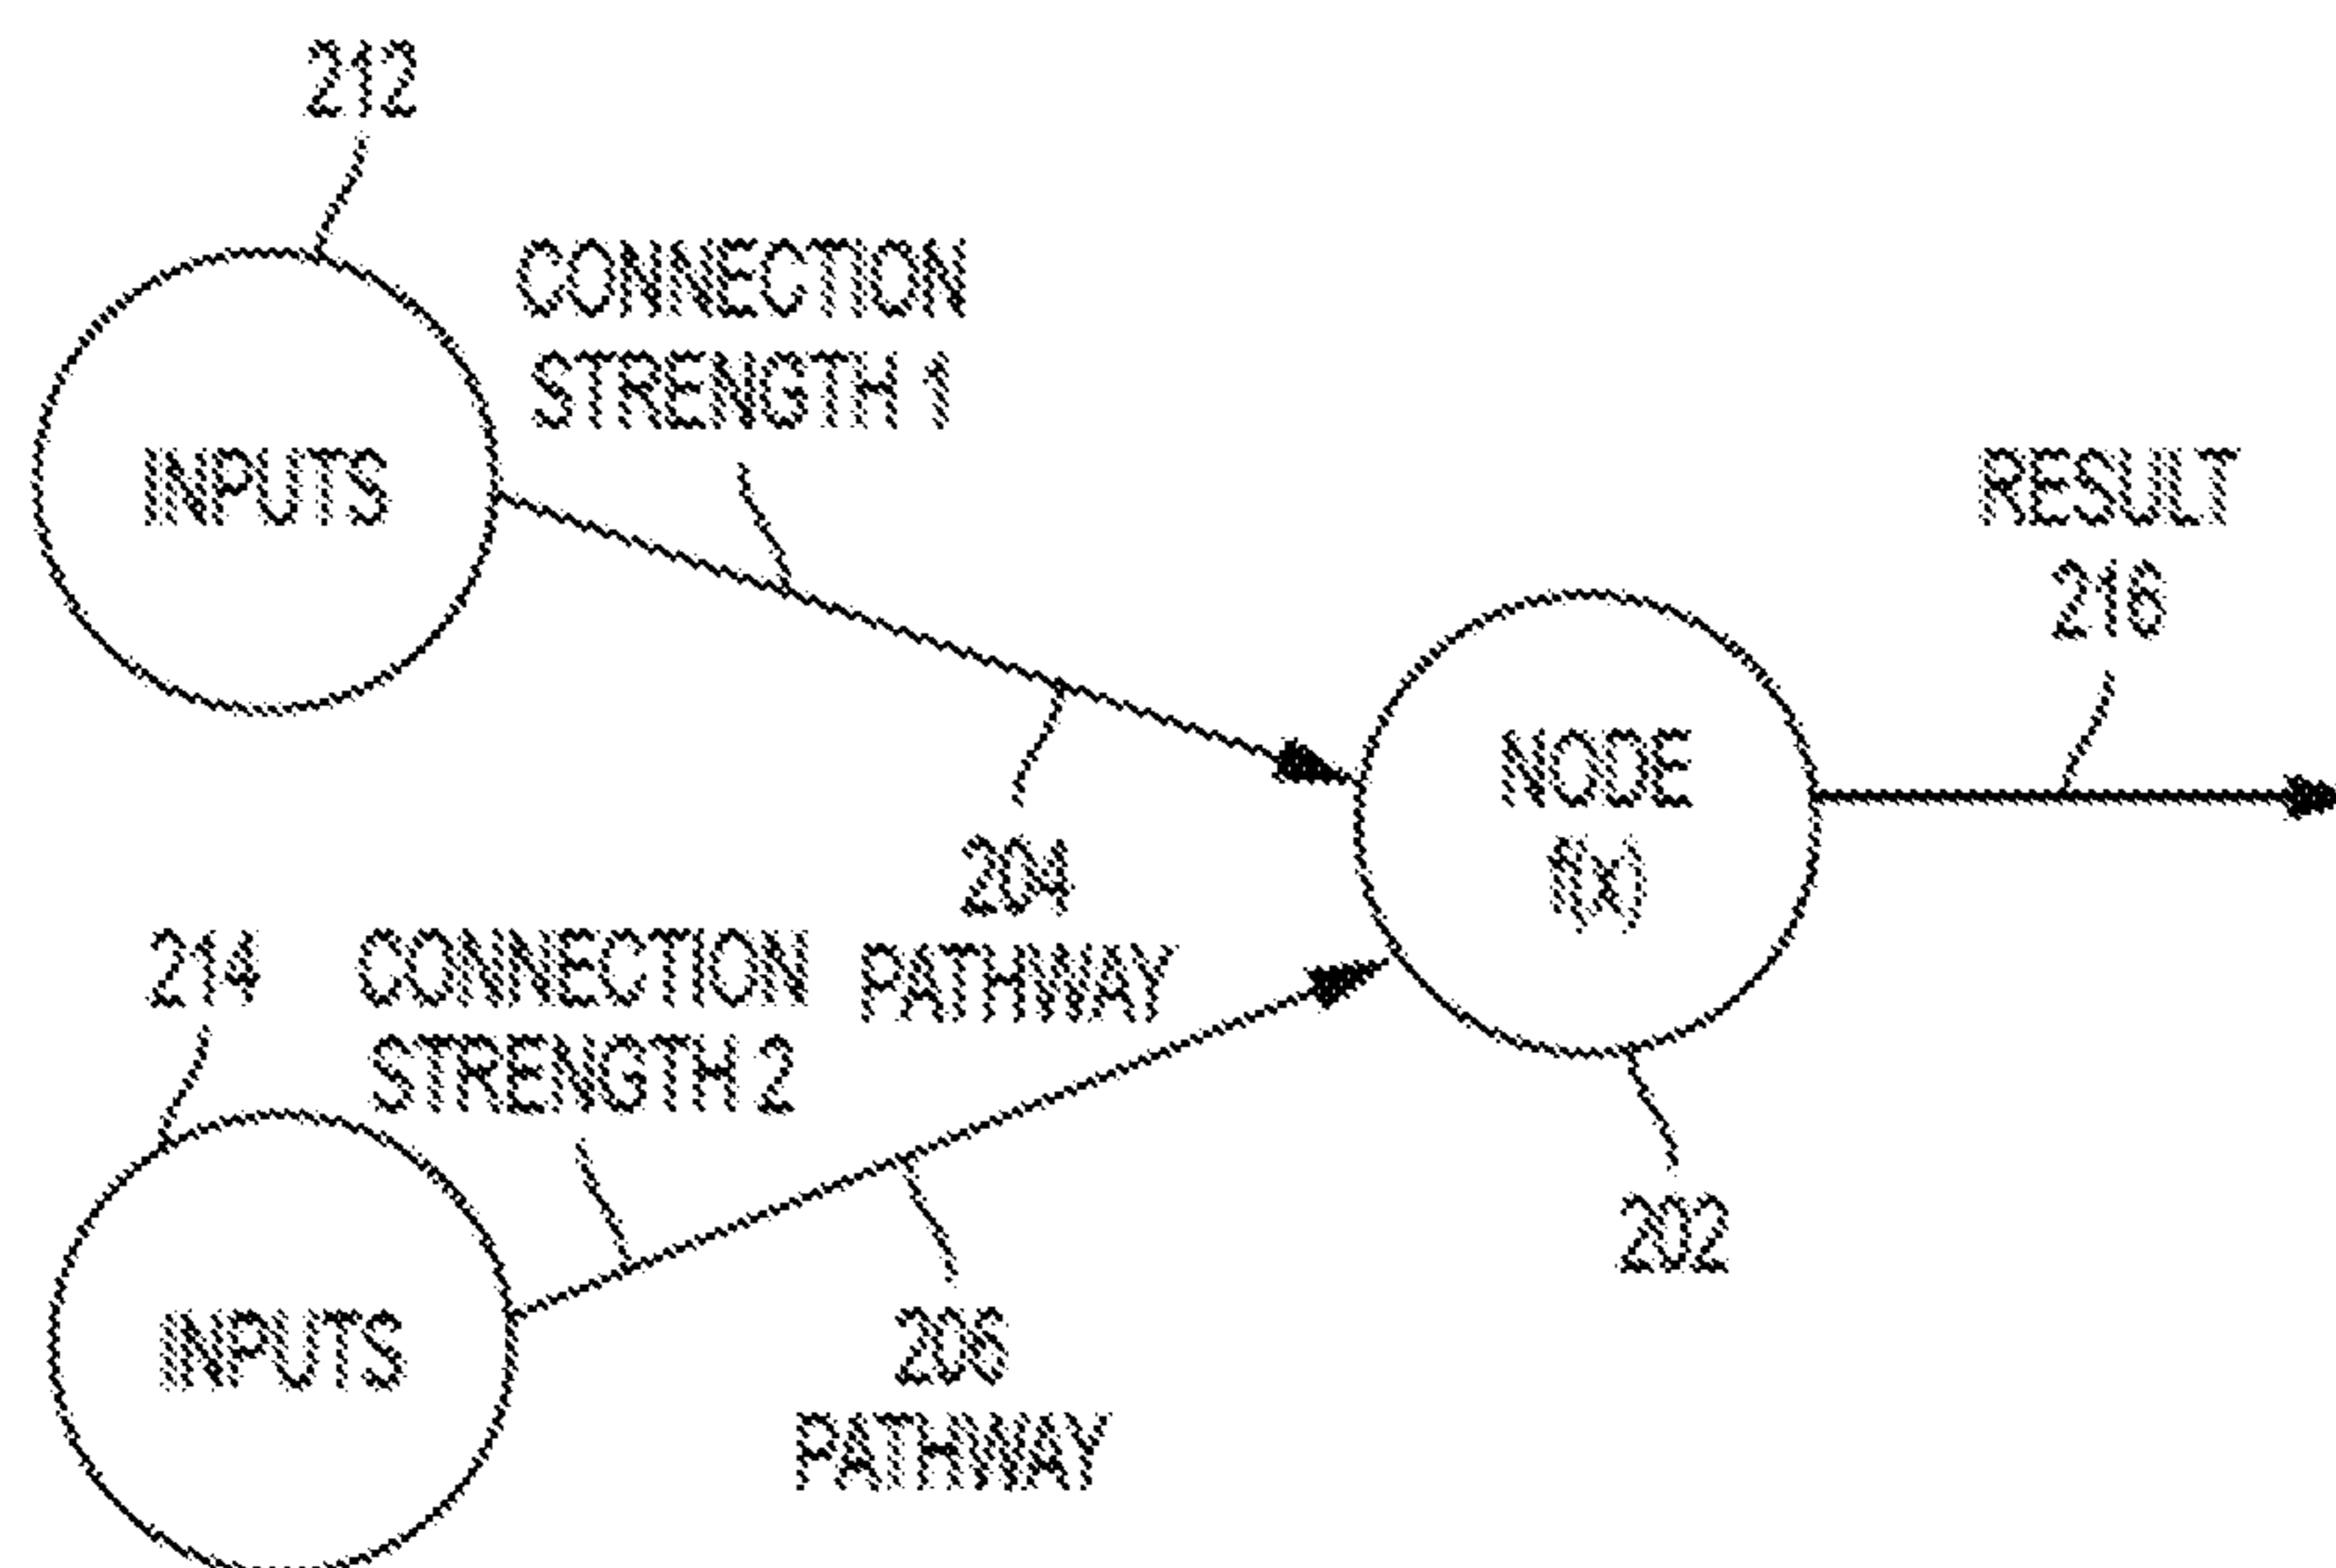 212
CONNECTION
STRENGTH 1
INPUTS
RESULT
216
NODE
f(x)
204
PATHWAY
214
CONNECTION
STRENGTH 2
202
INPUTS
206
PATHWAY